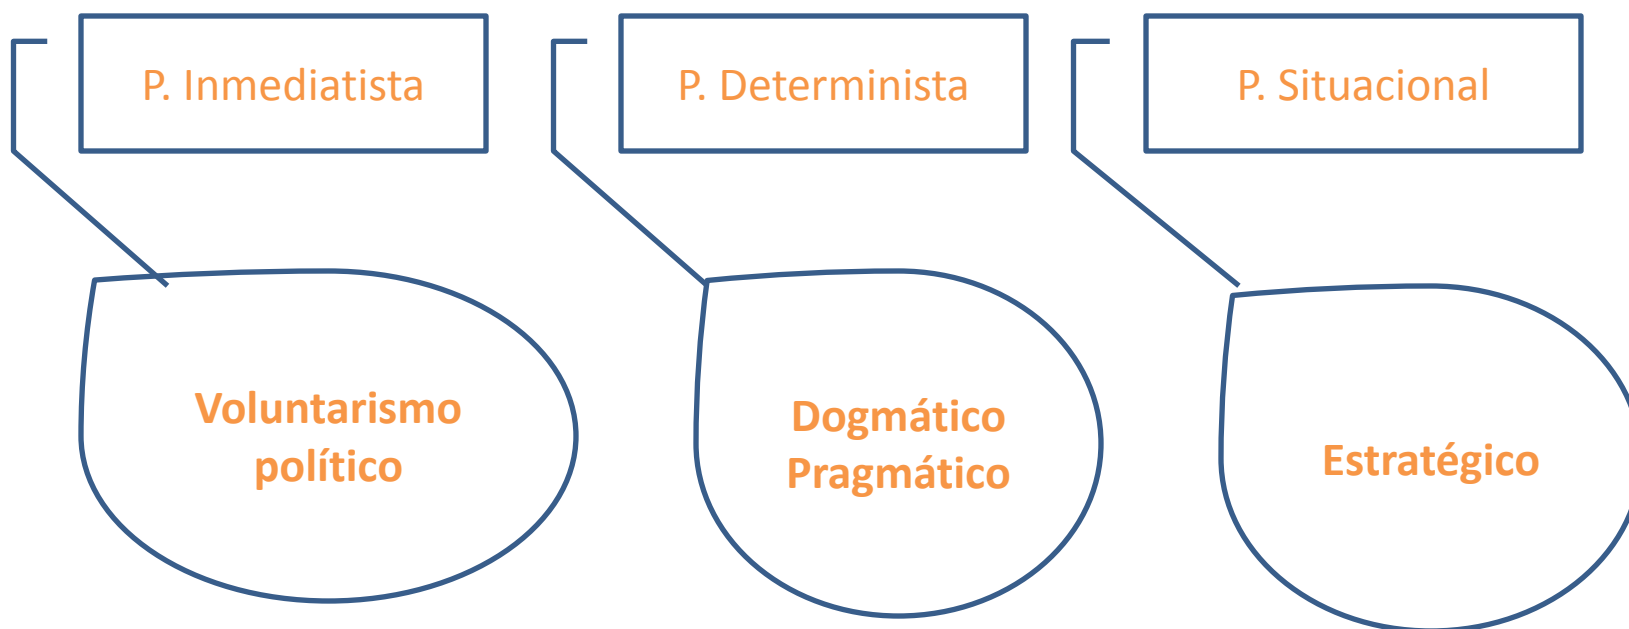 P. Inmediatista
P. Determinista
P. Situacional
Voluntarismo
político
Dogmático
Pragmático
Estratégico